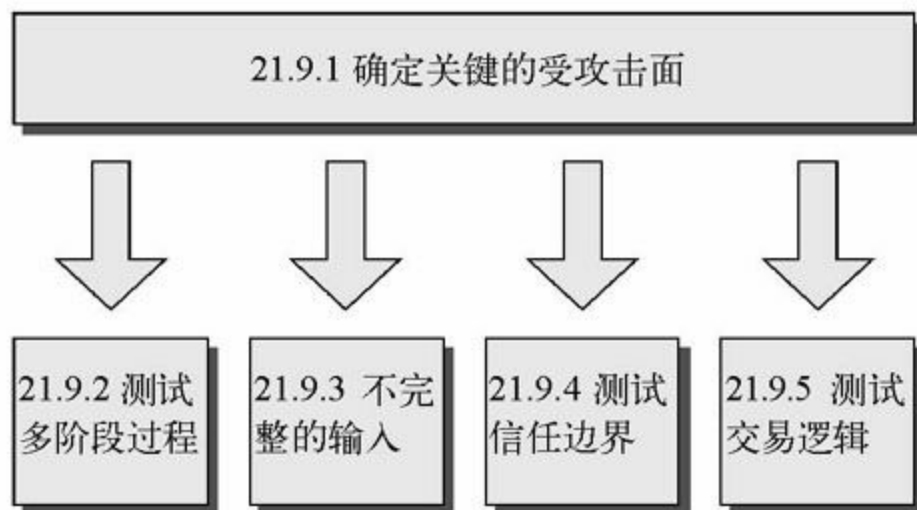 21.9.1 确定关键的受攻击面
21.9.2 测试
多阶段过程
21.9.3 不完
整的输入
21.9.4 测试
信任边界
21.9.5 测试
交易逻辑